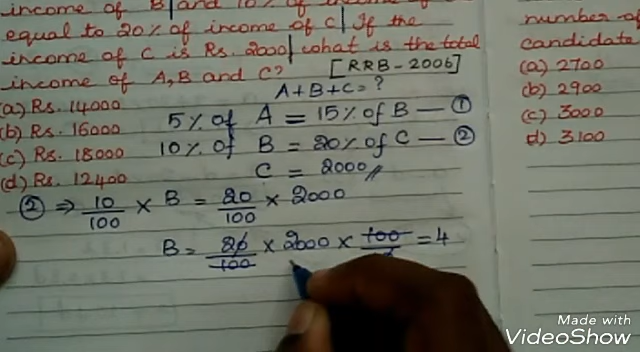 income of B| and 10% of income of
equal to 20% of income of C| If the
income of C is Rs. 2000| what is the total
income of A, B and C? [RRB-2006]
(a) Rs. 14000 A+B+C=?
(b) Rs. 16000 5% of A = 15% of B — ①
(c) Rs. 18000 10% of B = 20% of C — ②
(d) Rs. 12400 C = 2000
② ⇒ 10/100 × B = 20/100 × 2000
B = 20/100 × 2000 × 100/ = 4
number of
candidate
(a) 2700
(b) 2900
(c) 3000
d) 3100
Made with
VideoShow